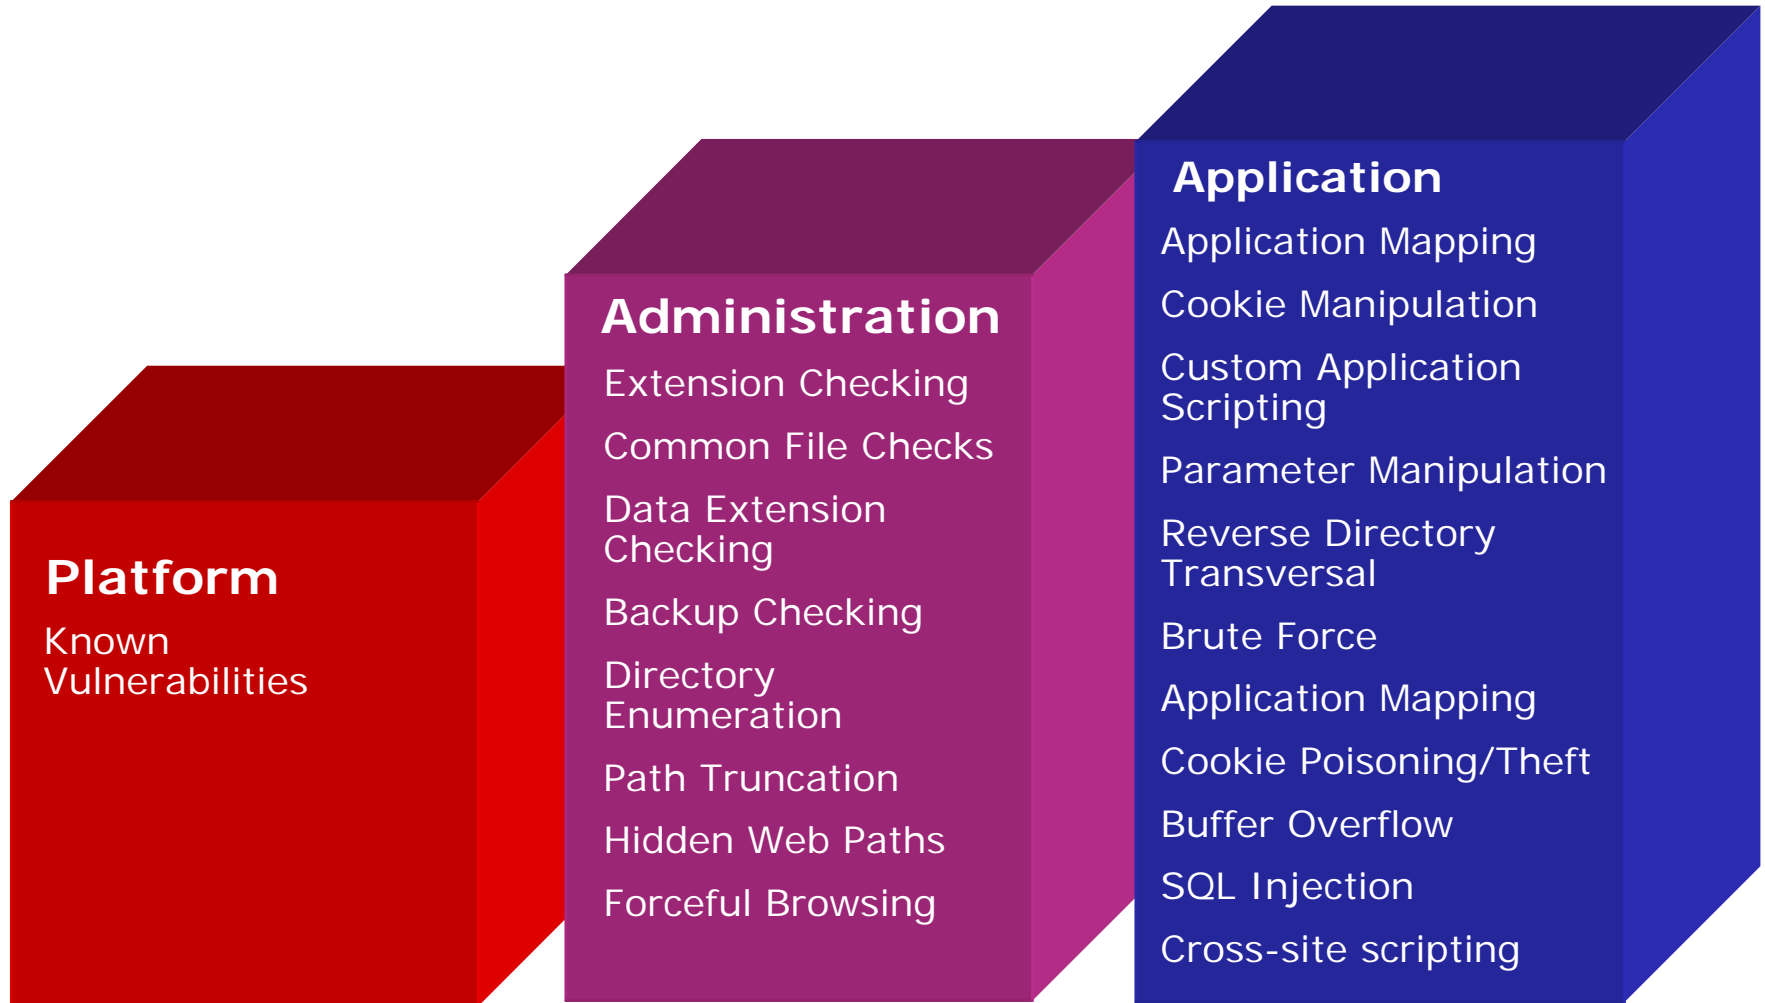 Platform
Known
Vulnerabilities
Administration
Extension Checking
Common File Checks
Data Extension
Checking
Backup Checking
Directory
Enumeration
Path Truncation
Hidden Web Paths
Forceful Browsing
Application
Application Mapping
Cookie Manipulation
Custom Application
Scripting
Parameter Manipulation
Reverse Directory
Transversal
Brute Force
Application Mapping
Cookie Poisoning/Theft
Buffer Overflow
SQL Injection
Cross-site scripting